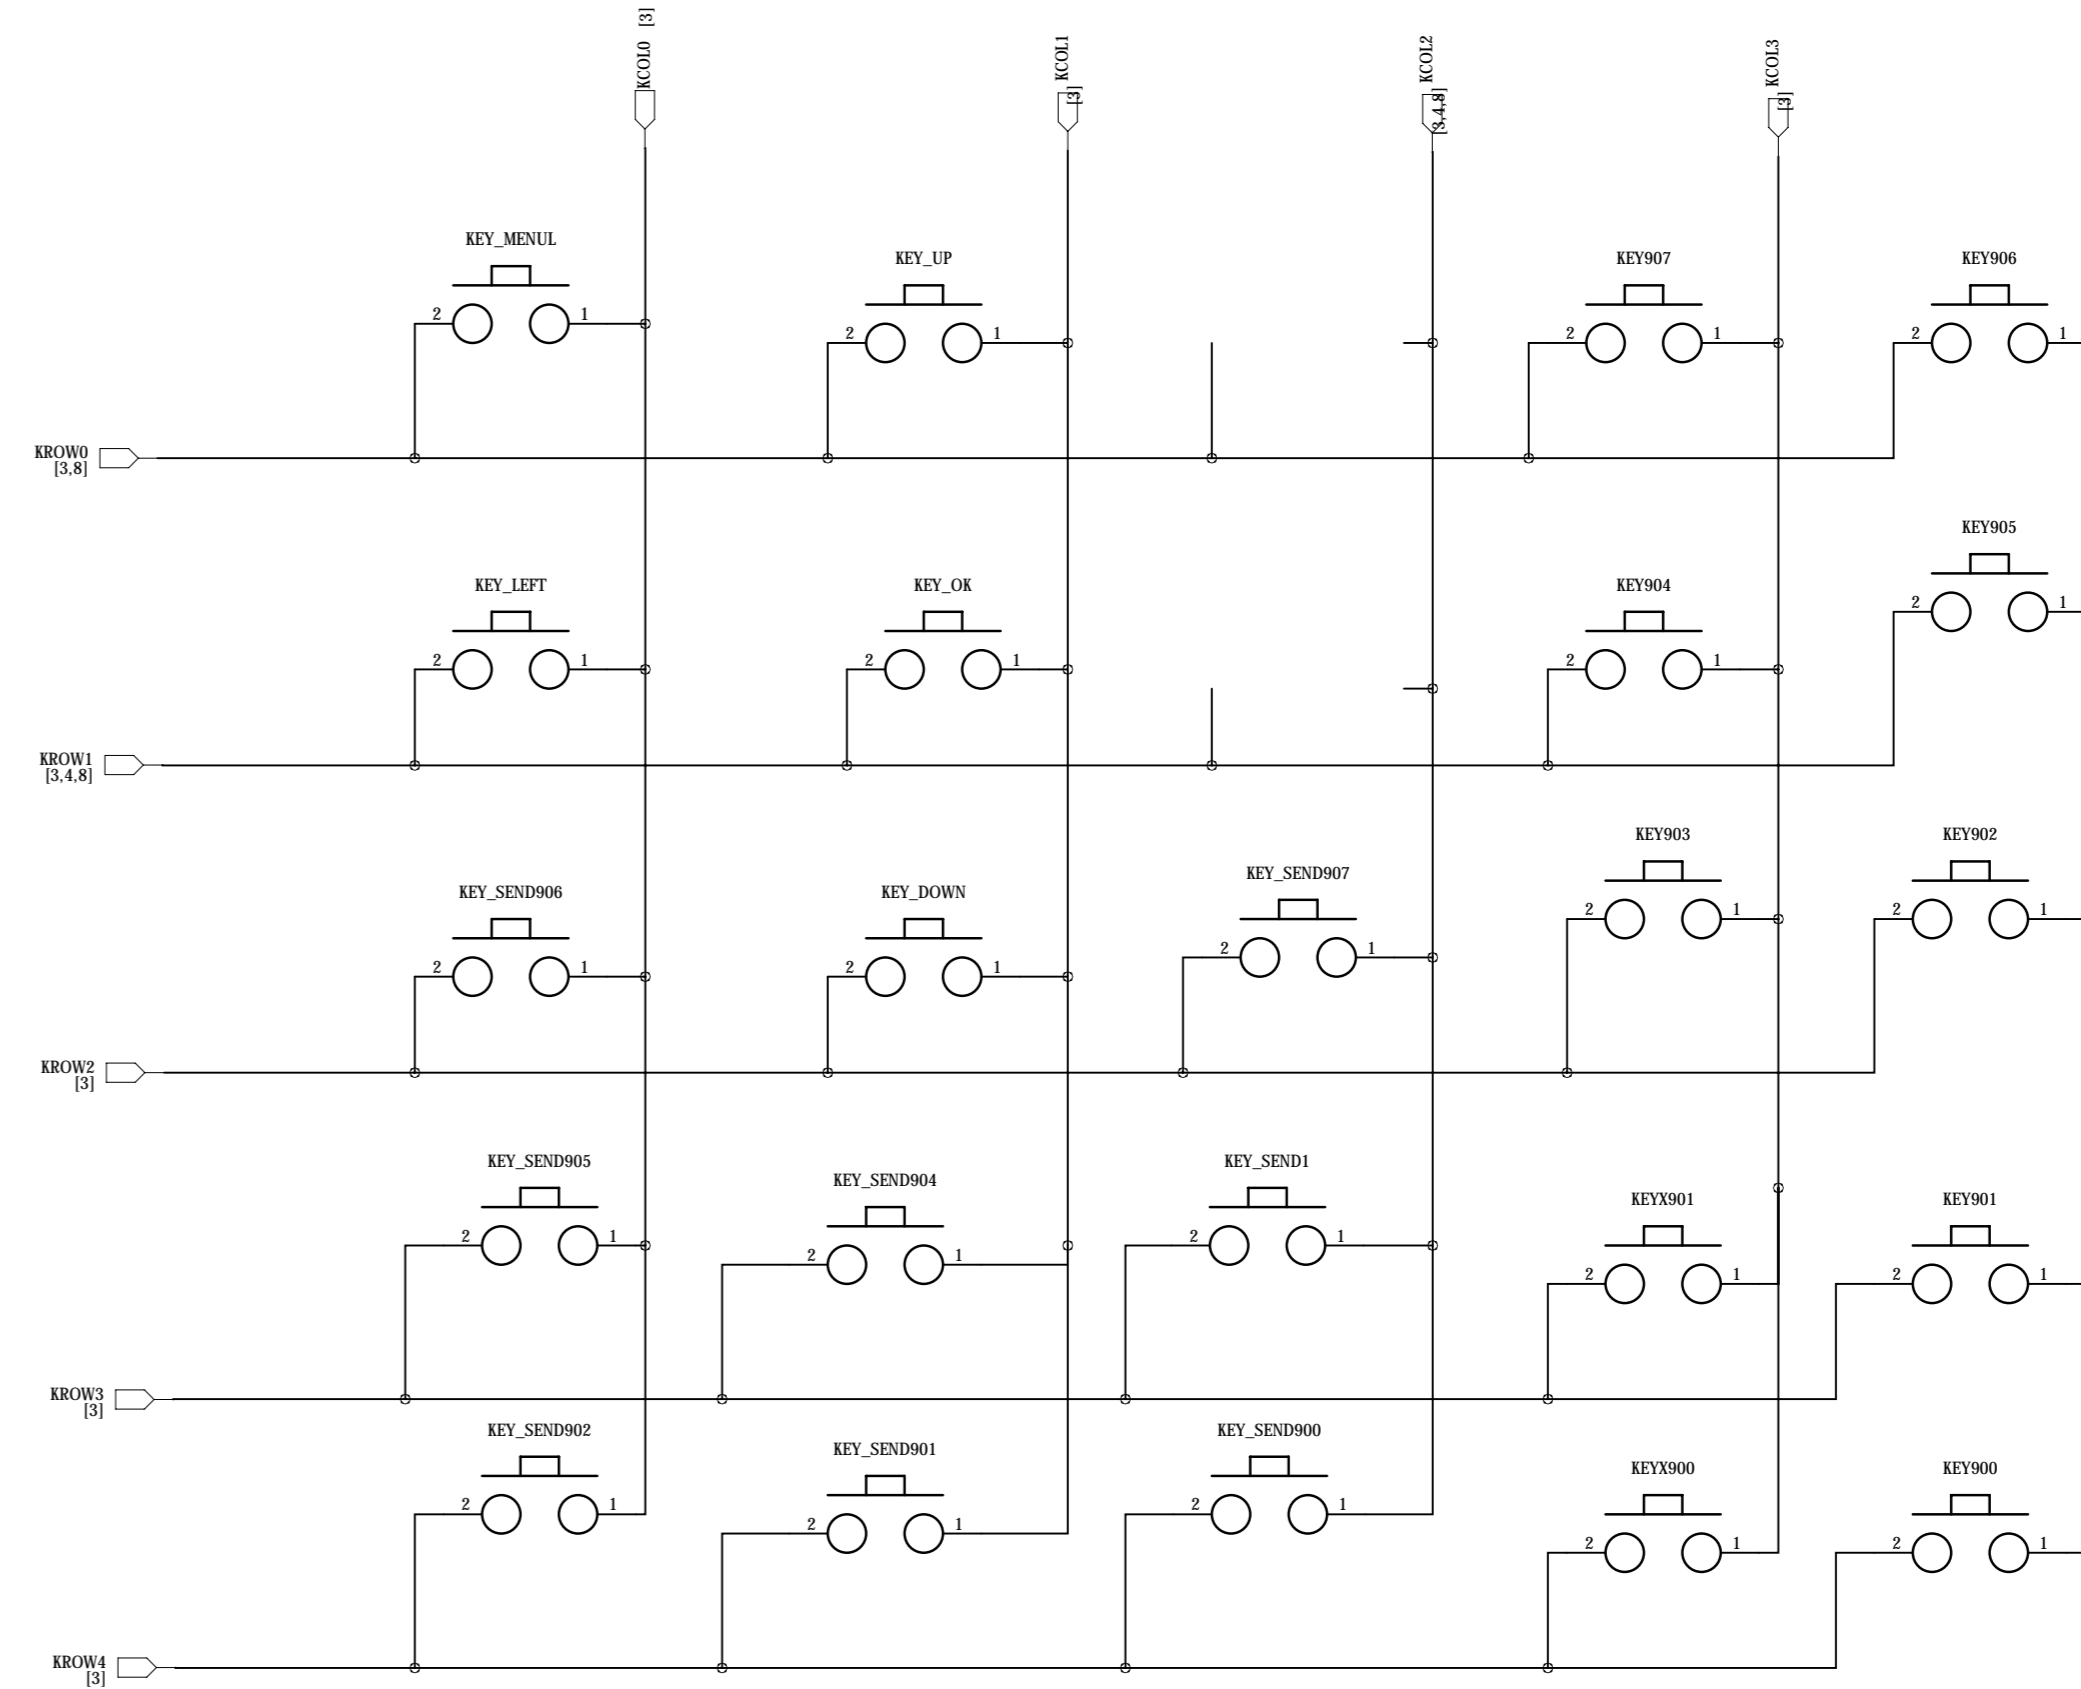 KCOL0 [3]
KCOL1
[3]
KCOL2
[3,4,8]
KCOL3
[3]
KEY_MENUL
2 1
KEY_UP
2 1
KEY907
2 1
KEY906
2 1
KROW0
[3,8]
KEY905
2 1
KEY_LEFT
2 1
KEY_OK
2 1
KEY904
2 1
KROW1
[3,4,8]
KEY903
2 1
KEY902
2 1
KEY_SEND906
2 1
KEY_DOWN
2 1
KEY_SEND907
2 1
KROW2
[3]
KEY_SEND905
2 1
KEY_SEND904
2 1
KEY_SEND1
2 1
KEYX901
2 1
KEY901
2 1
KROW3
[3]
KEY_SEND902
2 1
KEY_SEND901
2 1
KEY_SEND900
2 1
KEYX900
2 1
KEY900
2 1
KROW4
[3]